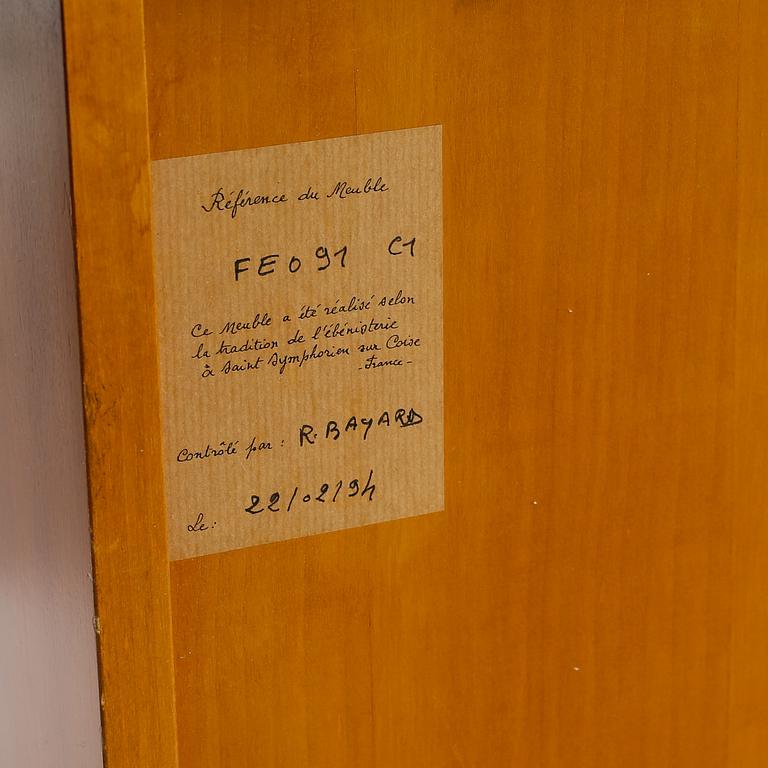 Référence du Meuble
FE091 C1
Ce Meuble a été réalisé selon
la tradition de l'ébénisterie
à Saint Symphorien sur Coise
- France -
Contrôlé par : R. BAYARD
Le: 22/02/94